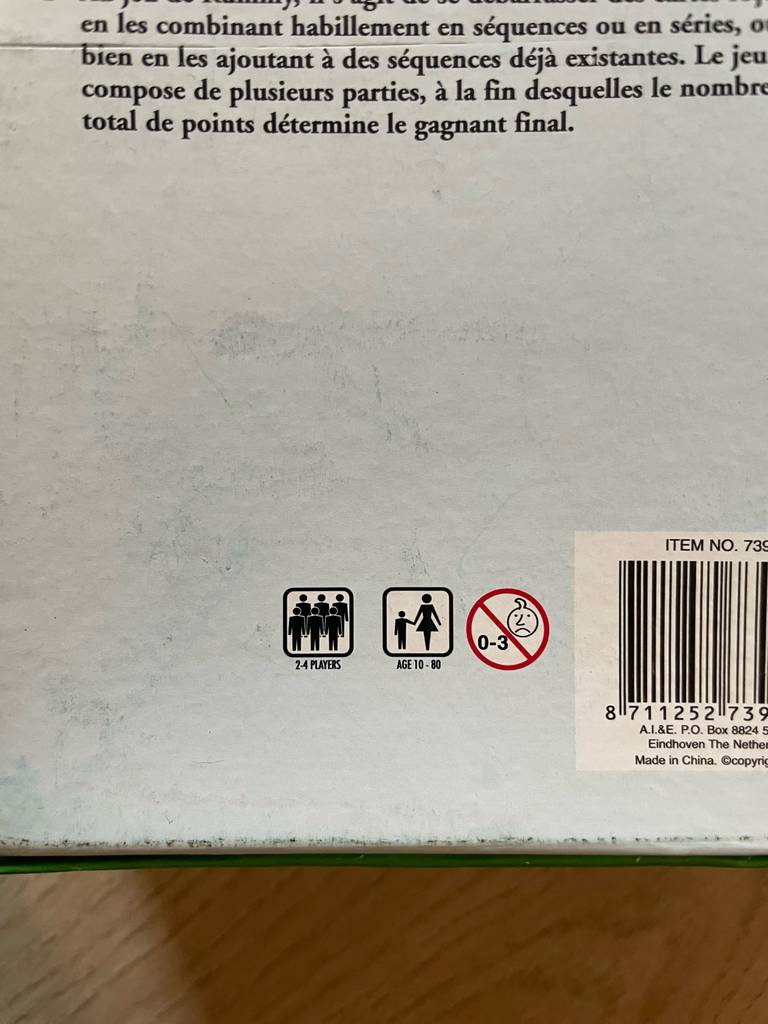 en les combinant habillement en séquences ou en séries,
bien en les ajoutant à des séquences déjà existantes. Le jeu
compose de plusieurs parties, à la fin desquelles le nombre
total de points détermine le gagnant final.
2-4 PLAYERS
AGE 10 - 80
0-3
ITEM NO. 739
8 711252 739
A.I.&E. P.O. Box 8824 5
Eindhoven The Nether
Made in China. ©copyrig